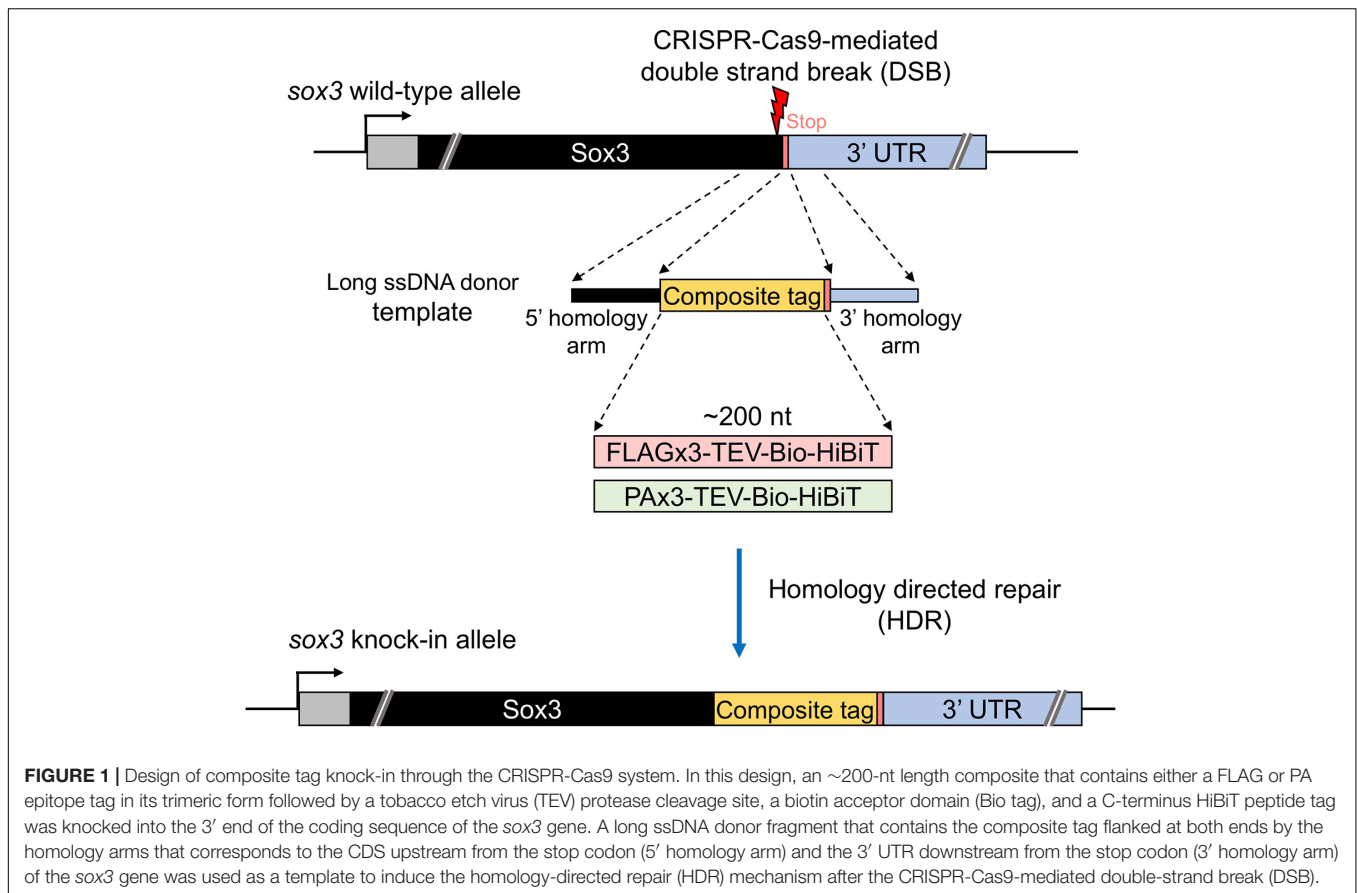 CRISPR-Cas9-mediated
double strand break (DSB)
sox3 wild-type allele
Stop
Sox3
3′ UTR
Long ssDNA donor
template
Composite tag
5′ homology
arm
3′ homology
arm
~200 nt
FLAGx3-TEV-Bio-HiBiT
PAx3-TEV-Bio-HiBiT
Homology directed repair
(HDR)
sox3 knock-in allele
Sox3
Composite tag
3′ UTR
FIGURE 1 | Design of composite tag knock-in through the CRISPR-Cas9 system. In this design, an ∼200-nt length composite that contains either a FLAG or PA
epitope tag in its trimeric form followed by a tobacco etch virus (TEV) protease cleavage site, a biotin acceptor domain (Bio tag), and a C-terminus HiBiT peptide tag
was knocked into the 3′ end of the coding sequence of the sox3 gene. A long ssDNA donor fragment that contains the composite tag flanked at both ends by the
homology arms that corresponds to the CDS upstream from the stop codon (5′ homology arm) and the 3′ UTR downstream from the stop codon (3′ homology arm)
of the sox3 gene was used as a template to induce the homology-directed repair (HDR) mechanism after the CRISPR-Cas9-mediated double-strand break (DSB).